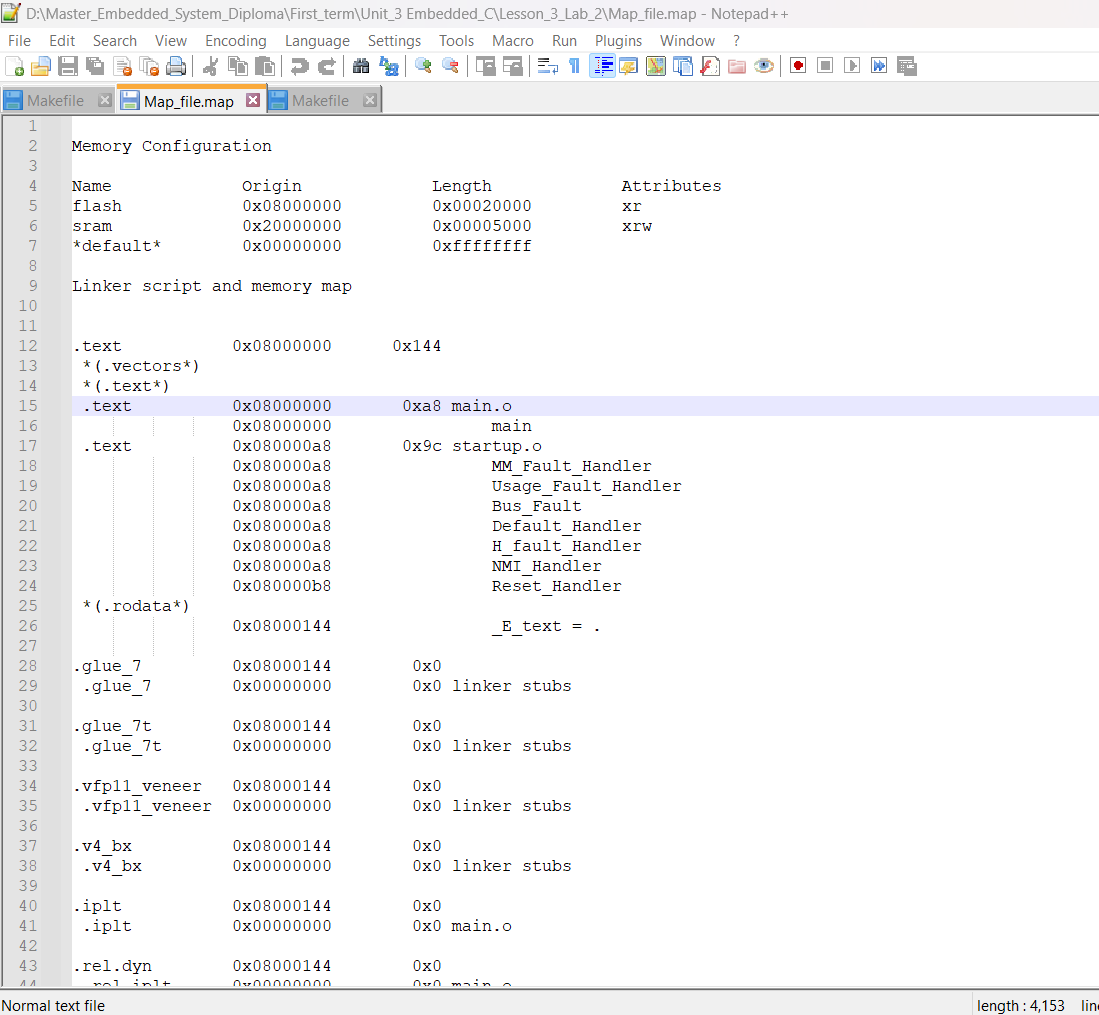 D:\Master_Embedded_System_Diploma\First_term\Unit_3 Embedded_C\Lesson_3_Lab_2\Map_file.map - Notepad++
File Edit Search View Encoding Language Settings Tools Macro Run Plugins Window ?
Makefile Map_file.map Makefile
1
2 Memory Configuration
3
4 Name Origin Length Attributes
5 flash 0x08000000 0x00020000 xr
6 sram 0x20000000 0x00005000 xrw
7 *default* 0x00000000 0xffffffff
8
9 Linker script and memory map
10
11
12 .text 0x08000000 0x144
13 *(.vectors*)
14 *(.text*)
15 .text 0x08000000 0xa8 main.o
16 0x08000000 main
17 .text 0x080000a8 0x9c startup.o
18 0x080000a8 MM_Fault_Handler
19 0x080000a8 Usage_Fault_Handler
20 0x080000a8 Bus_Fault
21 0x080000a8 Default_Handler
22 0x080000a8 H_fault_Handler
23 0x080000a8 NMI_Handler
24 0x080000b8 Reset_Handler
25 *(.rodata*)
26 0x08000144 _E_text = .
27
28 .glue_7 0x08000144 0x0
29 .glue_7 0x00000000 0x0 linker stubs
30
31 .glue_7t 0x08000144 0x0
32 .glue_7t 0x00000000 0x0 linker stubs
33
34 .vfp11_veneer 0x08000144 0x0
35 .vfp11_veneer 0x00000000 0x0 linker stubs
36
37 .v4_bx 0x08000144 0x0
38 .v4_bx 0x00000000 0x0 linker stubs
39
40 .iplt 0x08000144 0x0
41 .iplt 0x00000000 0x0 main.o
42
43 .rel.dyn 0x08000144 0x0
44 .rel.iplt 0x00000000 0x0 main.o
Normal text file length : 4,153